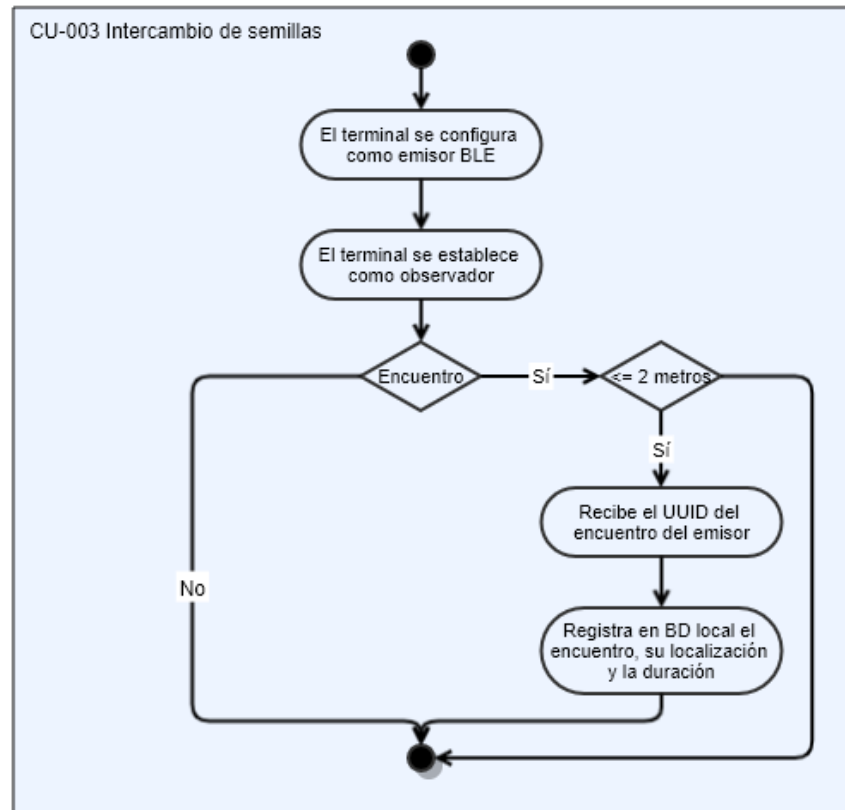 CU-003 Intercambio de semillas
El terminal se configura
como emisor BLE
El terminal se establece
como observador
Encuentro
Sí
<= 2 metros
Sí
Recibe el UUID del
encuentro del emisor
No
Registra en BD local el
encuentro, su localización
y la duración